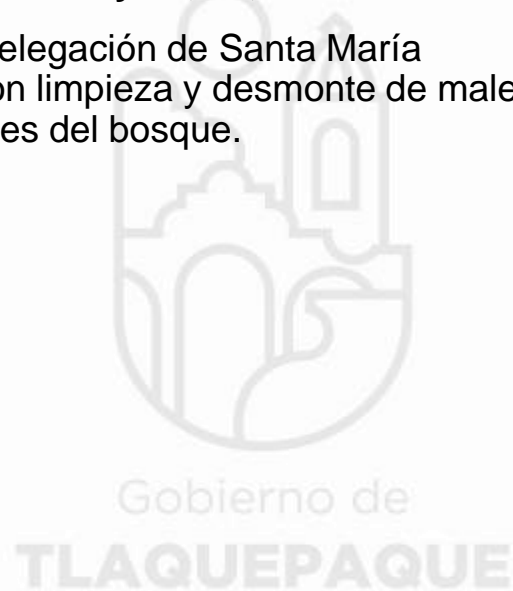 elegación de Santa María
on limpieza y desmonte de male
es del bosque.
Gobierno de
TLAQUEPAQUE